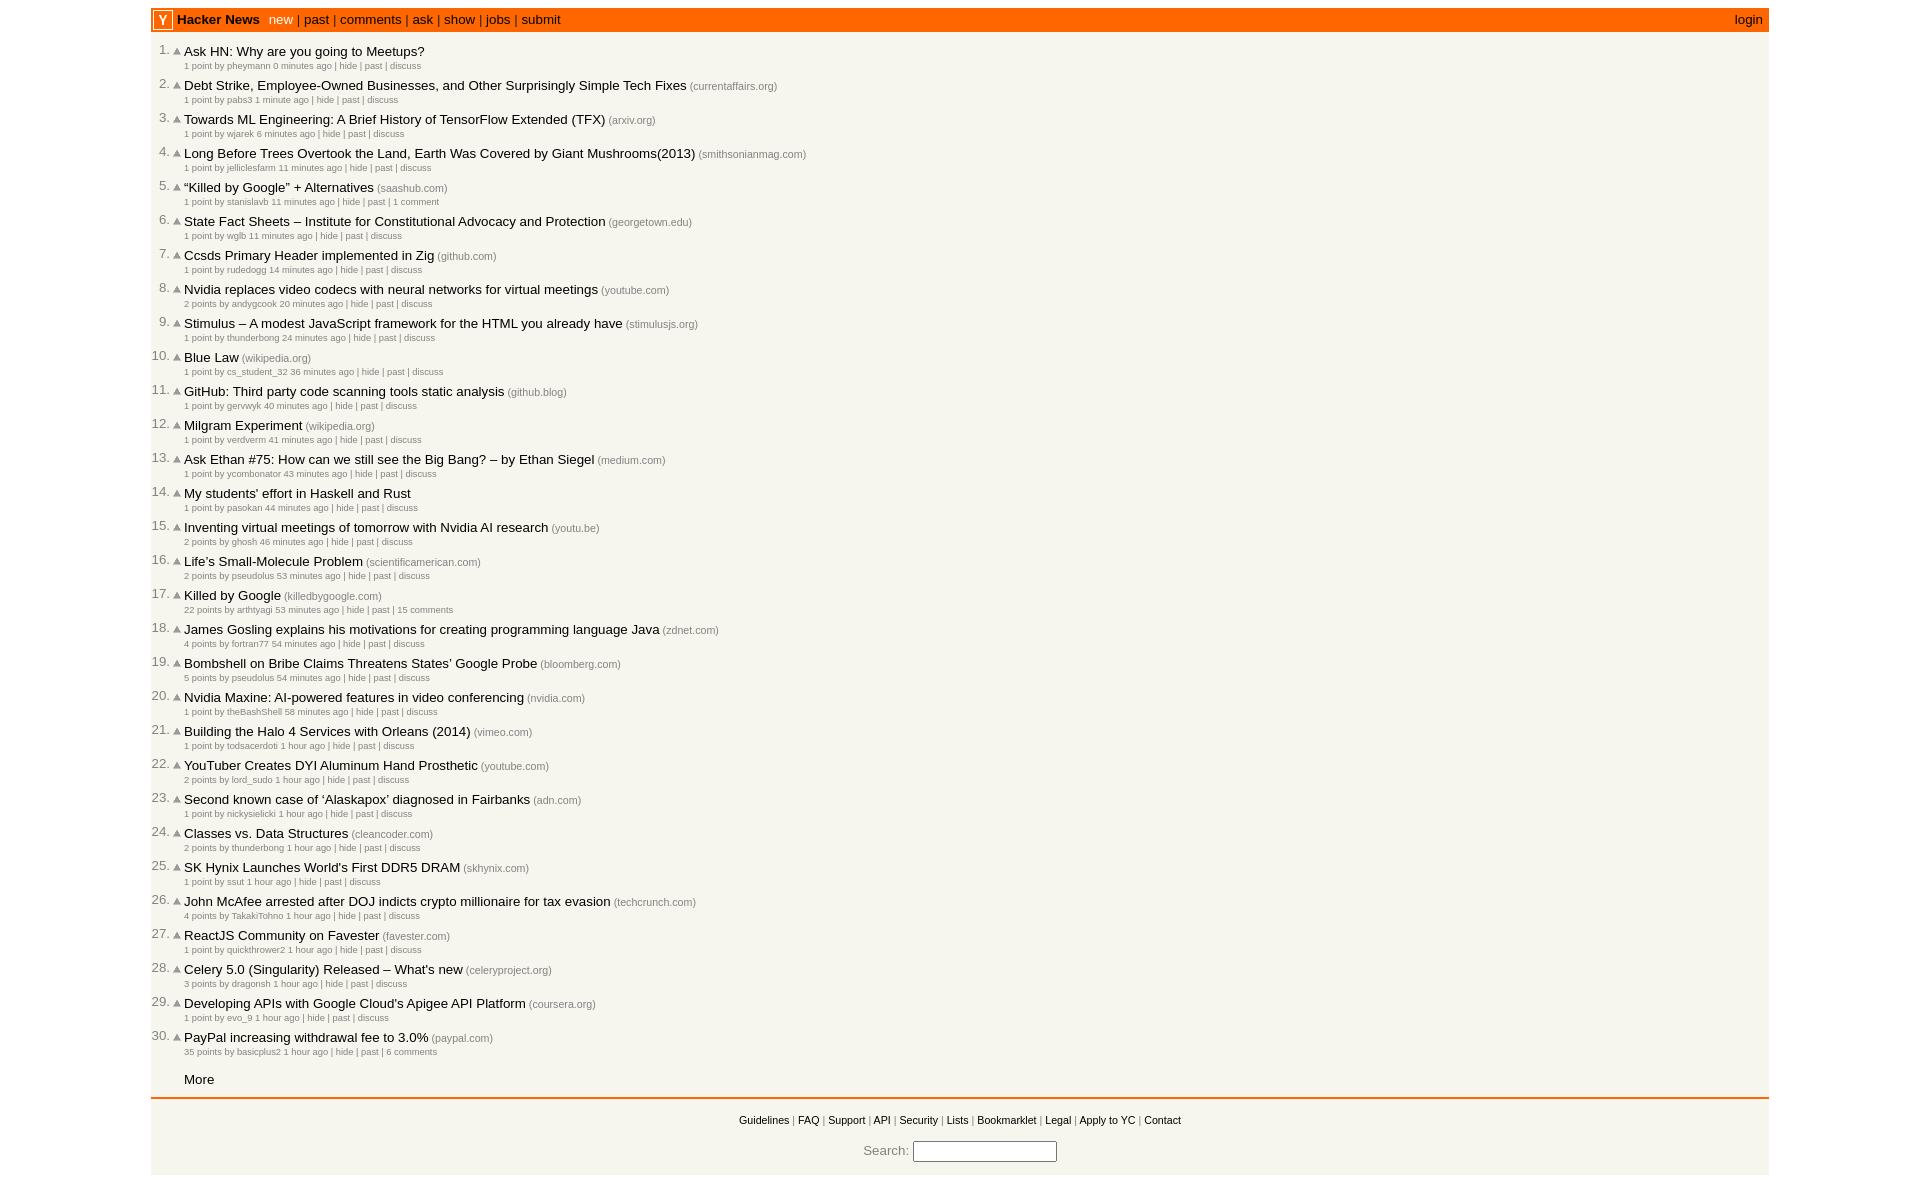 Y Hacker News new | past | comments | ask | show | jobs | submit login
1. Ask HN: Why are you going to Meetups?
1 point by pheymann 0 minutes ago | hide | past | discuss
2. Debt Strike, Employee-Owned Businesses, and Other Surprisingly Simple Tech Fixes (currentaffairs.org)
1 point by pabs3 1 minute ago | hide | past | discuss
3. Towards ML Engineering: A Brief History of TensorFlow Extended (TFX) (arxiv.org)
1 point by wjarek 6 minutes ago | hide | past | discuss
4. Long Before Trees Overtook the Land, Earth Was Covered by Giant Mushrooms(2013) (smithsonianmag.com)
1 point by jelliclesfarm 11 minutes ago | hide | past | discuss
5. “Killed by Google” + Alternatives (saashub.com)
1 point by stanislavb 11 minutes ago | hide | past | 1 comment
6. State Fact Sheets – Institute for Constitutional Advocacy and Protection (georgetown.edu)
1 point by wglb 11 minutes ago | hide | past | discuss
7. Ccsds Primary Header implemented in Zig (github.com)
1 point by rudedogg 14 minutes ago | hide | past | discuss
8. Nvidia replaces video codecs with neural networks for virtual meetings (youtube.com)
2 points by andygcook 20 minutes ago | hide | past | discuss
9. Stimulus – A modest JavaScript framework for the HTML you already have (stimulusjs.org)
1 point by thunderbong 24 minutes ago | hide | past | discuss
10. Blue Law (wikipedia.org)
1 point by cs_student_32 36 minutes ago | hide | past | discuss
11. GitHub: Third party code scanning tools static analysis (github.blog)
1 point by gervwyk 40 minutes ago | hide | past | discuss
12. Milgram Experiment (wikipedia.org)
1 point by verdverm 41 minutes ago | hide | past | discuss
13. Ask Ethan #75: How can we still see the Big Bang? – by Ethan Siegel (medium.com)
1 point by ycombonator 43 minutes ago | hide | past | discuss
14. My students' effort in Haskell and Rust
1 point by pasokan 44 minutes ago | hide | past | discuss
15. Inventing virtual meetings of tomorrow with Nvidia AI research (youtu.be)
2 points by ghosh 46 minutes ago | hide | past | discuss
16. Life’s Small-Molecule Problem (scientificamerican.com)
2 points by pseudolus 53 minutes ago | hide | past | discuss
17. Killed by Google (killedbygoogle.com)
22 points by arthtyagi 53 minutes ago | hide | past | 15 comments
18. James Gosling explains his motivations for creating programming language Java (zdnet.com)
4 points by fortran77 54 minutes ago | hide | past | discuss
19. Bombshell on Bribe Claims Threatens States’ Google Probe (bloomberg.com)
5 points by pseudolus 54 minutes ago | hide | past | discuss
20. Nvidia Maxine: AI-powered features in video conferencing (nvidia.com)
1 point by theBashShell 58 minutes ago | hide | past | discuss
21. Building the Halo 4 Services with Orleans (2014) (vimeo.com)
1 point by todsacerdoti 1 hour ago | hide | past | discuss
22. YouTuber Creates DYI Aluminum Hand Prosthetic (youtube.com)
2 points by lord_sudo 1 hour ago | hide | past | discuss
23. Second known case of ‘Alaskapox’ diagnosed in Fairbanks (adn.com)
1 point by nickysielicki 1 hour ago | hide | past | discuss
24. Classes vs. Data Structures (cleancoder.com)
2 points by thunderbong 1 hour ago | hide | past | discuss
25. SK Hynix Launches World's First DDR5 DRAM (skhynix.com)
1 point by ssut 1 hour ago | hide | past | discuss
26. John McAfee arrested after DOJ indicts crypto millionaire for tax evasion (techcrunch.com)
4 points by TakakiTohno 1 hour ago | hide | past | discuss
27. ReactJS Community on Favester (favester.com)
1 point by quickthrower2 1 hour ago | hide | past | discuss
28. Celery 5.0 (Singularity) Released – What's new (celeryproject.org)
3 points by dragonsh 1 hour ago | hide | past | discuss
29. Developing APIs with Google Cloud's Apigee API Platform (coursera.org)
1 point by evo_9 1 hour ago | hide | past | discuss
30. PayPal increasing withdrawal fee to 3.0% (paypal.com)
35 points by basicplus2 1 hour ago | hide | past | 6 comments
More
Guidelines | FAQ | Support | API | Security | Lists | Bookmarklet | Legal | Apply to YC | Contact
Search: